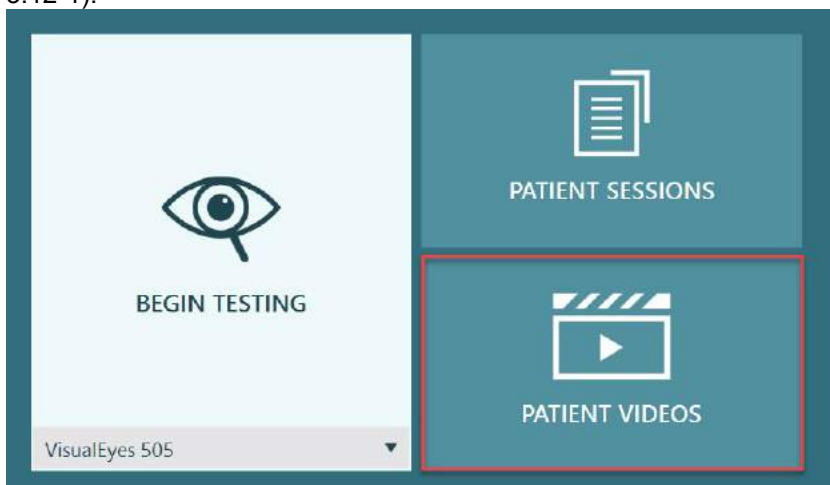 BEGIN TESTING
VisualEyes 505
PATIENT SESSIONS
PATIENT VIDEOS